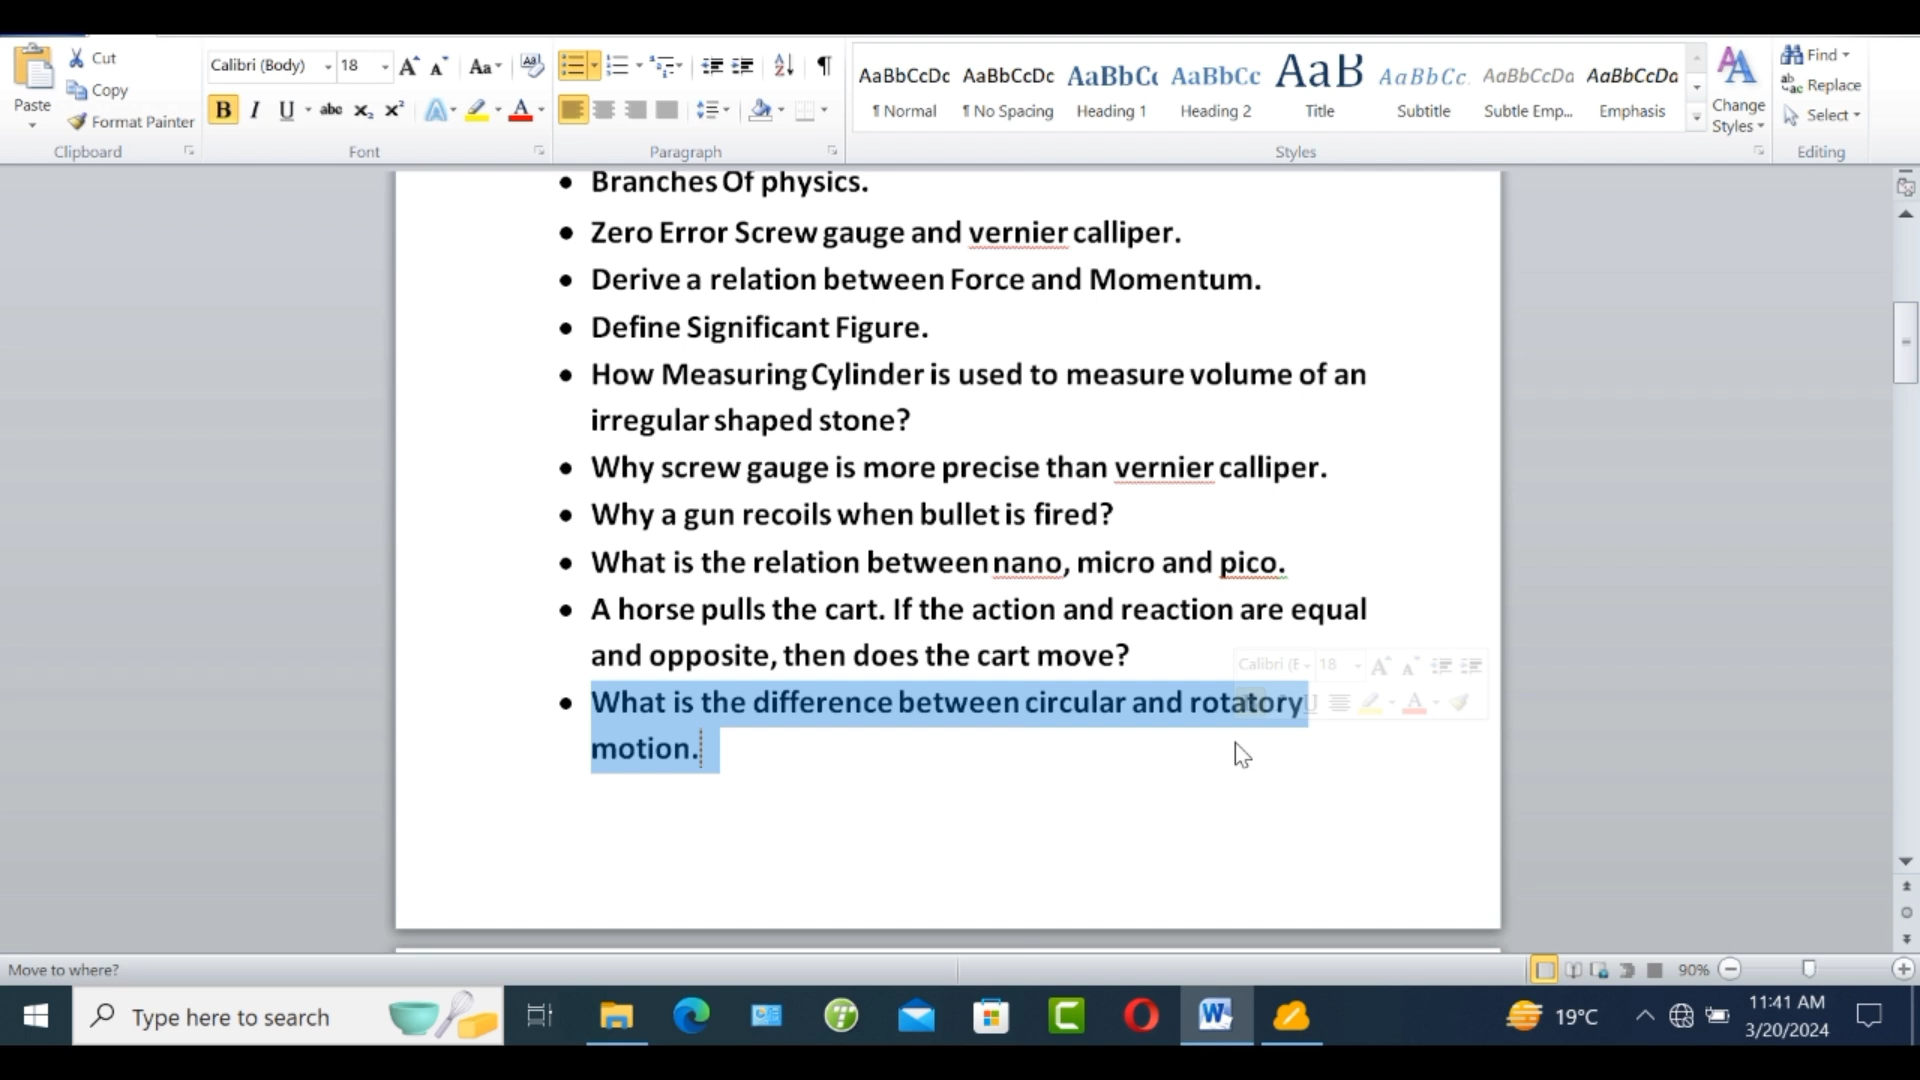 Cut
Copy
Format Painter
Paste
Clipboard
Calibri (Body) 18
Font
Paragraph
AaBbCcDc AaBbCcDc AaBbCc AaBbCc AaB AaBbCc. AaBbCcDa AaBbCcDa
¶ Normal ¶ No Spacing Heading 1 Heading 2 Title Subtitle Subtle Emp... Emphasis
Styles
Change
Styles
Find
Replace
Select
Editing
• Branches Of physics.
• Zero Error Screw gauge and vernier calliper.
• Derive a relation between Force and Momentum.
• Define Significant Figure.
• How Measuring Cylinder is used to measure volume of an
irregular shaped stone?
• Why screw gauge is more precise than vernier calliper.
• Why a gun recoils when bullet is fired?
• What is the relation between nano, micro and pico.
• A horse pulls the cart. If the action and reaction are equal
and opposite, then does the cart move?
Calibri (E 18
• What is the difference between circular and rotatory
motion.
Move to where?
90%
Type here to search
19°C
11:41 AM
3/20/2024